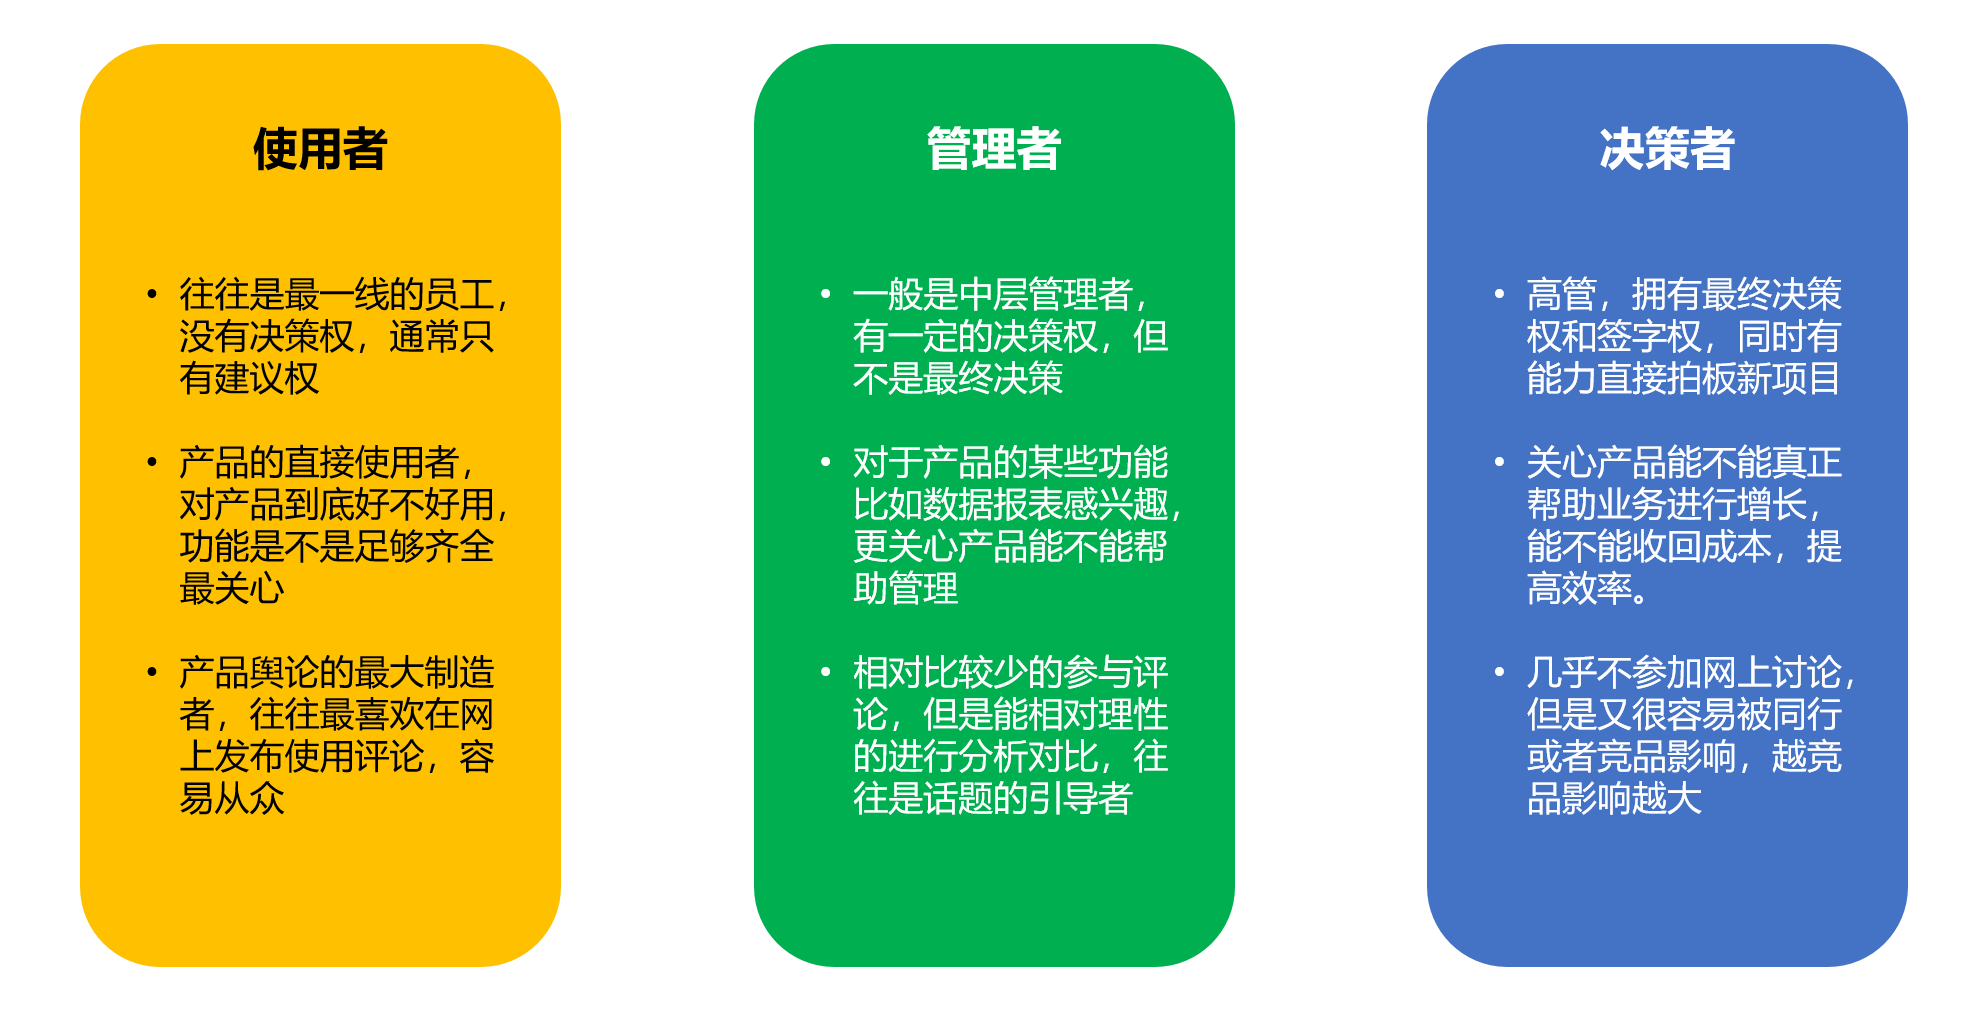 使用者
• 往往是最一线的员工，
没有决策权，通常只
有建议权
• 产品的直接使用者，
对产品到底好不好用，
功能是不是足够齐全
最关心
• 产品舆论的最大制造
者，往往最喜欢在网
上发布使用评论，容
易从众
管理者
• 一般是中层管理者，
有一定的决策权，但
不是最终决策
• 对于产品的某些功能
比如数据报表感兴趣，
更关心产品能不能帮
助管理
• 相对比较少的参与评
论，但是能相对理性
的进行分析对比，往
往是话题的引导者
决策者
• 高管，拥有最终决策
权和签字权，同时有
能力直接拍板新项目
• 关心产品能不能真正
帮助业务进行增长，
能不能收回成本，提
高效率。
• 几乎不参加网上讨论，
但是又很容易被同行
或者竞品影响，越竞
品影响越大